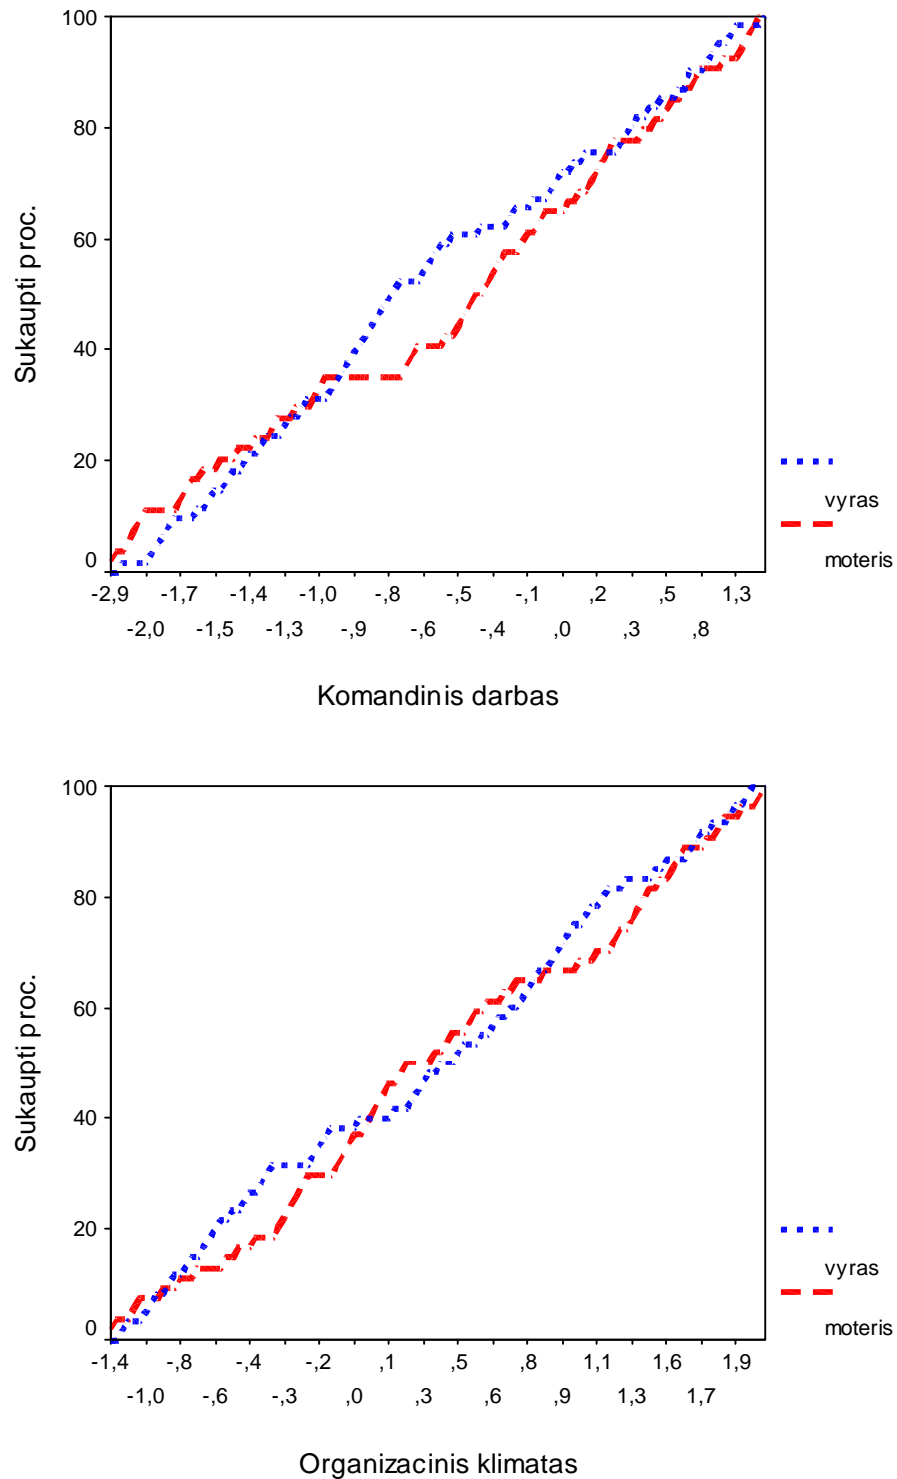 100
80
60
40
20
0
Sukaupti proc.
-2,9 -1,7 -1,4 -1,0 -,8 -,5 -,1 ,2 ,5 1,3
-2,0 -1,5 -1,3 -,9 -,6 -,4 ,0 ,3 ,8
Komandinis darbas
vyras
moteris
100
80
60
40
20
0
Sukaupti proc.
-1,4 -,8 -,4 -,2 ,1 ,5 ,8 1,1 1,6 1,9
-1,0 -,6 -,3 ,0 ,3 ,6 ,9 1,3 1,7
Organizacinis klimatas
vyras
moteris